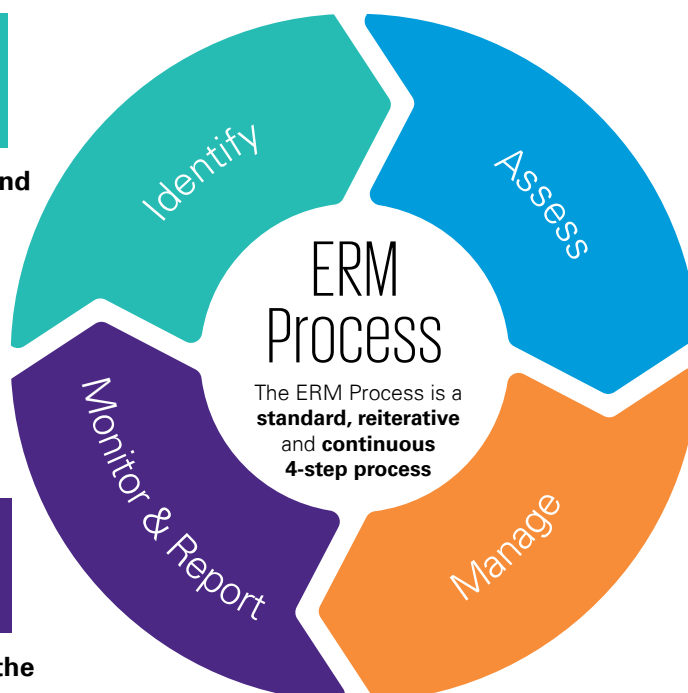 Identify
Assess
nd
ERM
Process
The ERM Process is a
standard, reiterative
and continuous
4-step process
Monitor & Report
Manage
the